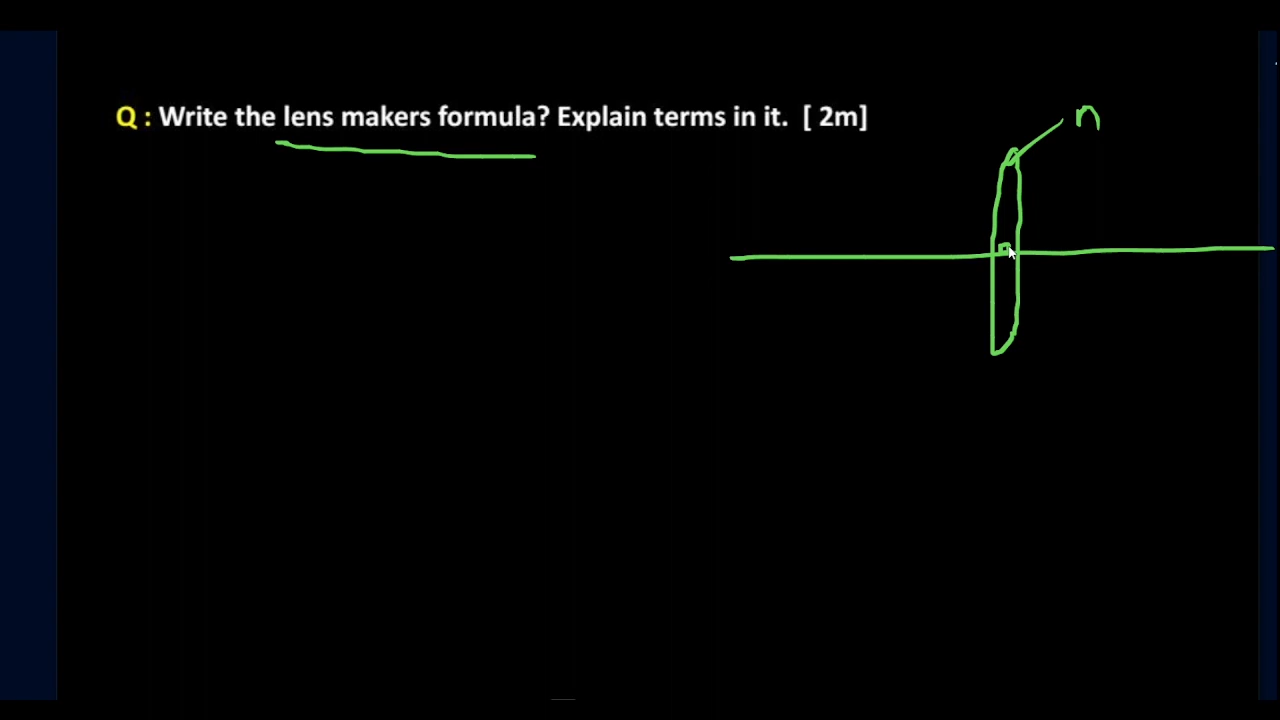 Q : Write the lens makers formula? Explain terms in it. [ 2m]
n